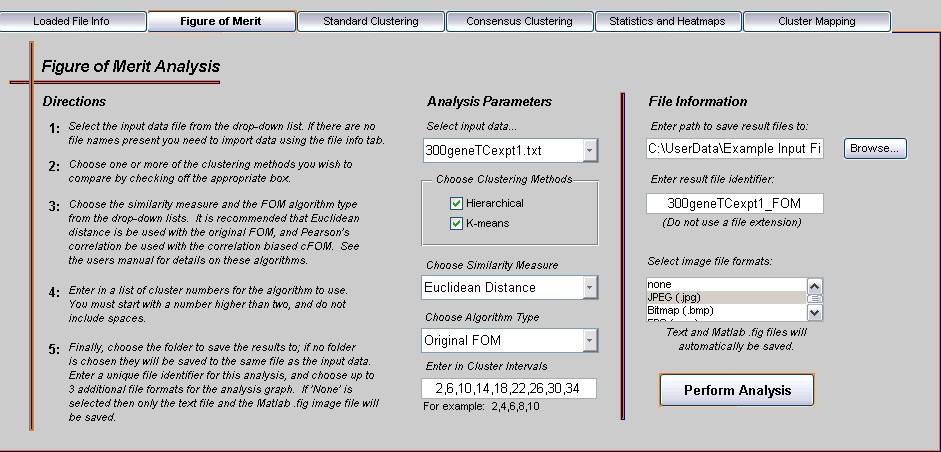 Loaded File Info
Figure of Merit
Standard Clustering
Consensus Clustering
Statistics and Heatmaps
Cluster Mapping
Figure of Merit Analysis
Directions
1: Select the input data file from the drop-down list. If there are no
file names present you need to import data using the file info tab.
2: Choose one or more of the clustering methods you wish to
compare by checking off the appropriate box.
3: Choose the similarity measure and the FOM algorithm type
from the drop-down lists. It is recommended that Euclidean
distance is be used with the original FOM, and Pearson's
correlation be used with the correlation biased cFOM. See
the users manual for details on these algorithms.
4: Enter in a list of cluster numbers for the algorithm to use.
You must start with a number higher than two, and do not
include spaces.
5: Finally, choose the folder to save the results to; if no folder
is chosen they will be saved to the same file as the input data.
Enter a unique file identifier for this analysis, and choose up to
3 additional file formats for the analysis graph. If 'None' is
selected then only the text file and the Matlab .fig image file will
be saved.
Analysis Parameters
Select input data...
300geneTCexpt1.txt
Choose Clustering Methods
Hierarchical
K-means
Choose Similarity Measure
Euclidean Distance
Choose Algorithm Type
Original FOM
Enter in Cluster Intervals
2,6,10,14,18,22,26,30,34
For example: 2,4,6,8,10
File Information
Enter path to save result files to:
C:\UserData\Example Input Fi
Browse...
Enter result file identifier:
300geneTCexpt1_FOM
(Do not use a file extension)
Select image file formats:
none
JPEG (.jpg)
Bitmap (.bmp)
Text and Matlab .fig files will
automatically be saved.
Perform Analysis